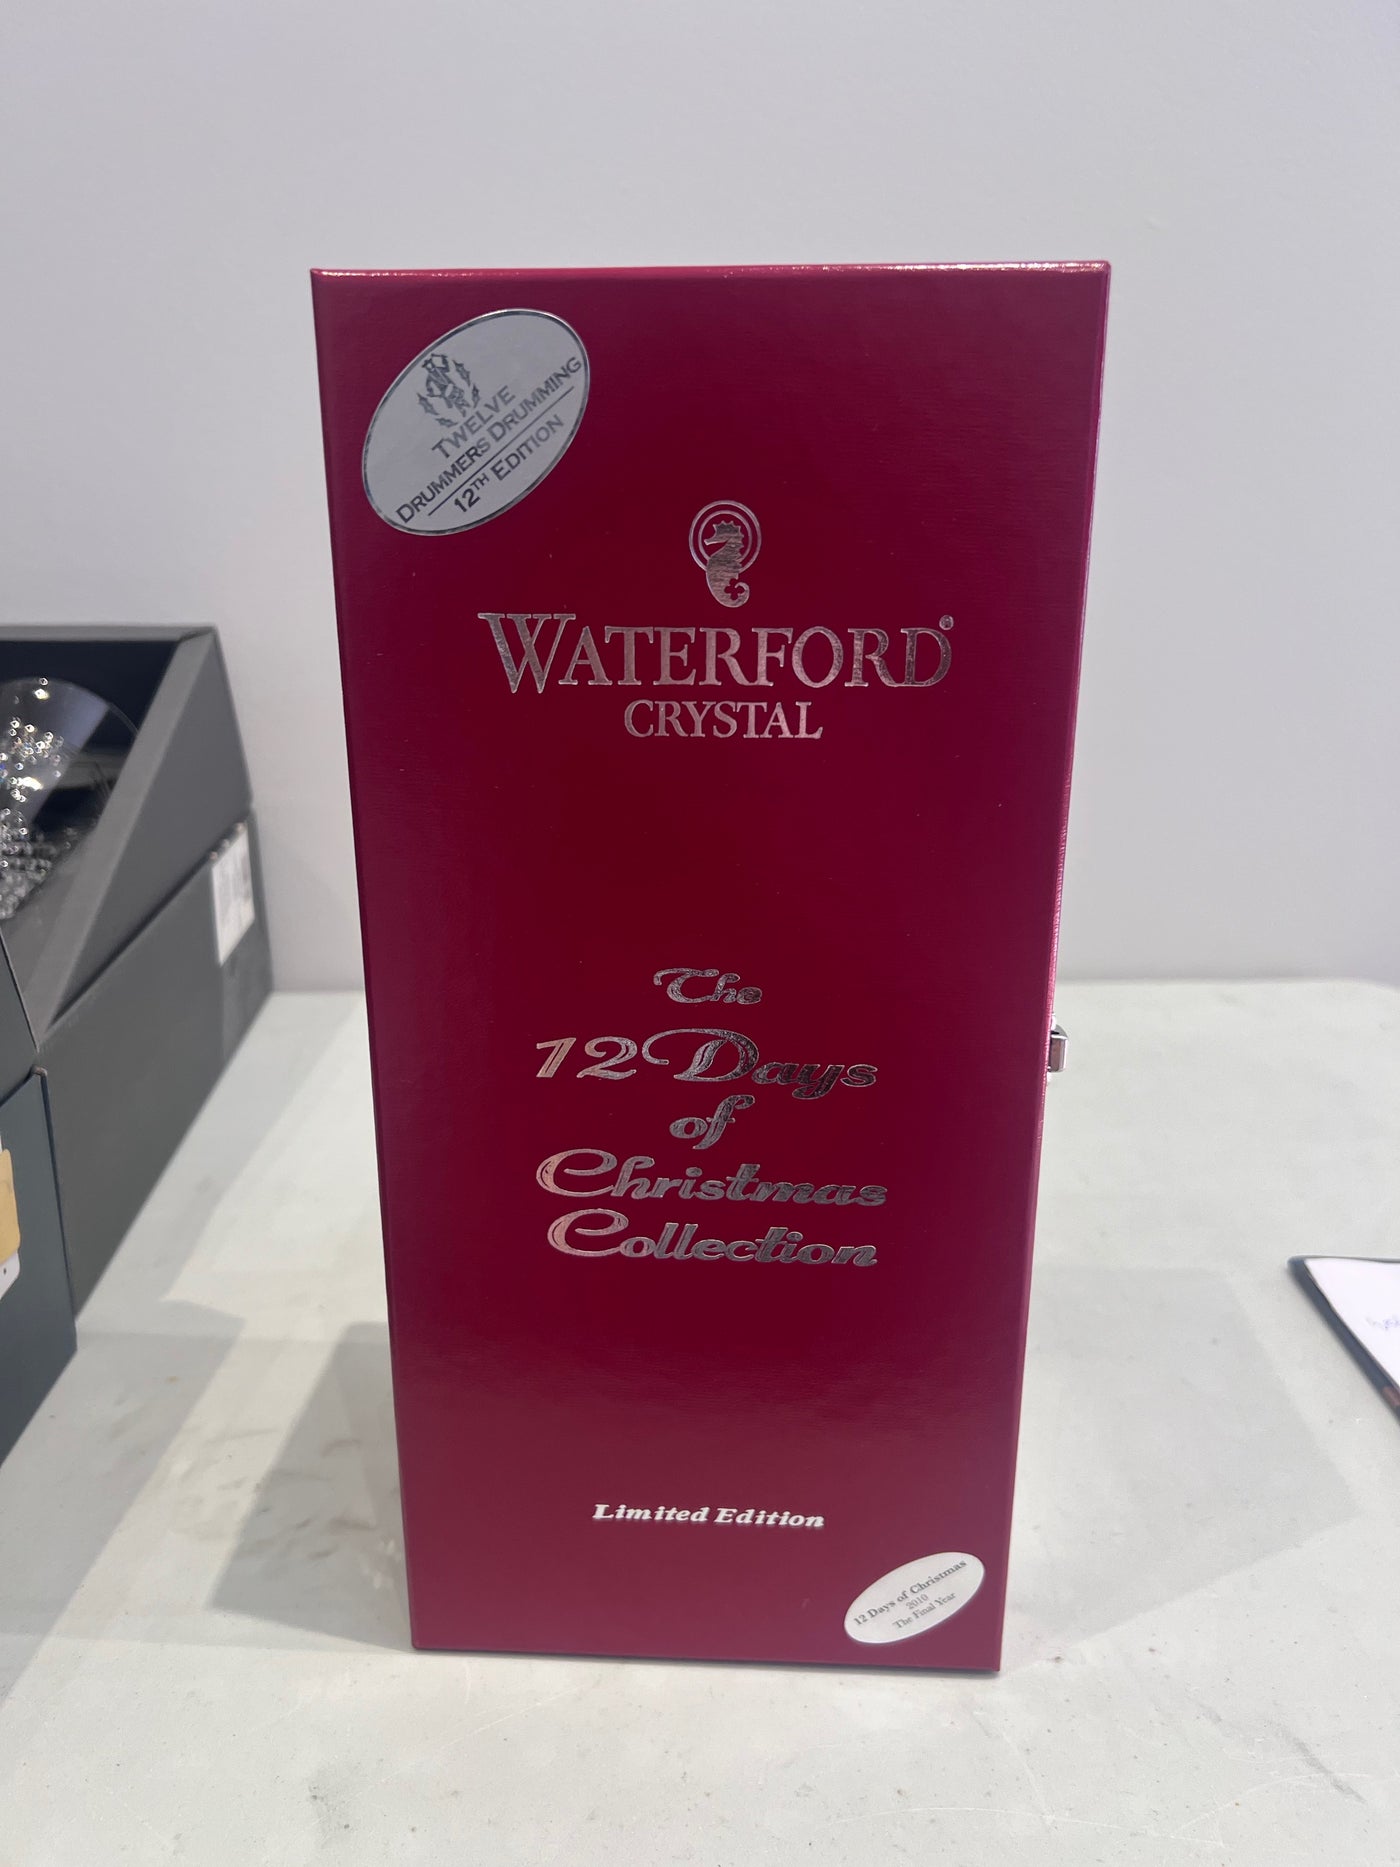 TWELVE
DRUMMERS DRUMMING
12TH EDITION
WATERFORD®
CRYSTAL
The
12 Days
of
Christmas
Collection
Limited Edition
12 Days of Christmas
2010
The Final Year